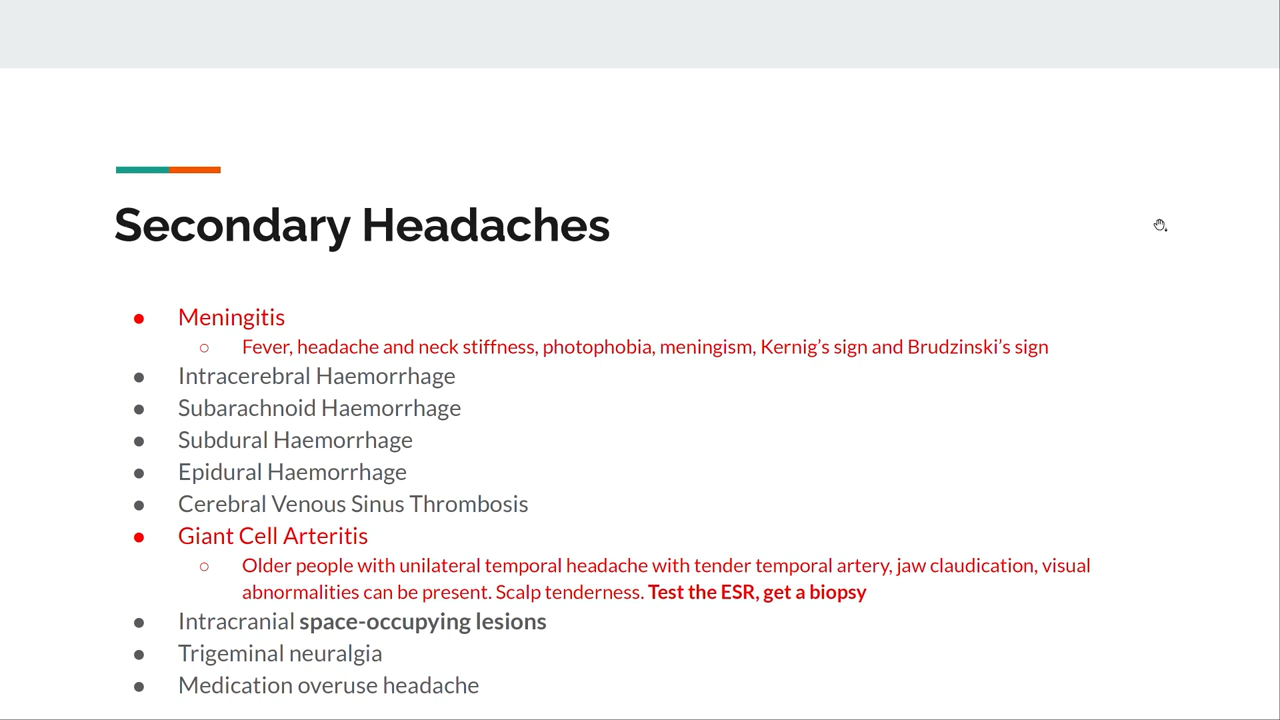 Secondary Headaches
● Meningitis
○ Fever, headache and neck stiffness, photophobia, meningism, Kernig’s sign and Brudzinski’s sign
● Intracerebral Haemorrhage
● Subarachnoid Haemorrhage
● Subdural Haemorrhage
● Epidural Haemorrhage
● Cerebral Venous Sinus Thrombosis
● Giant Cell Arteritis
○ Older people with unilateral temporal headache with tender temporal artery, jaw claudication, visual
abnormalities can be present. Scalp tenderness. Test the ESR, get a biopsy
● Intracranial space-occupying lesions
● Trigeminal neuralgia
● Medication overuse headache